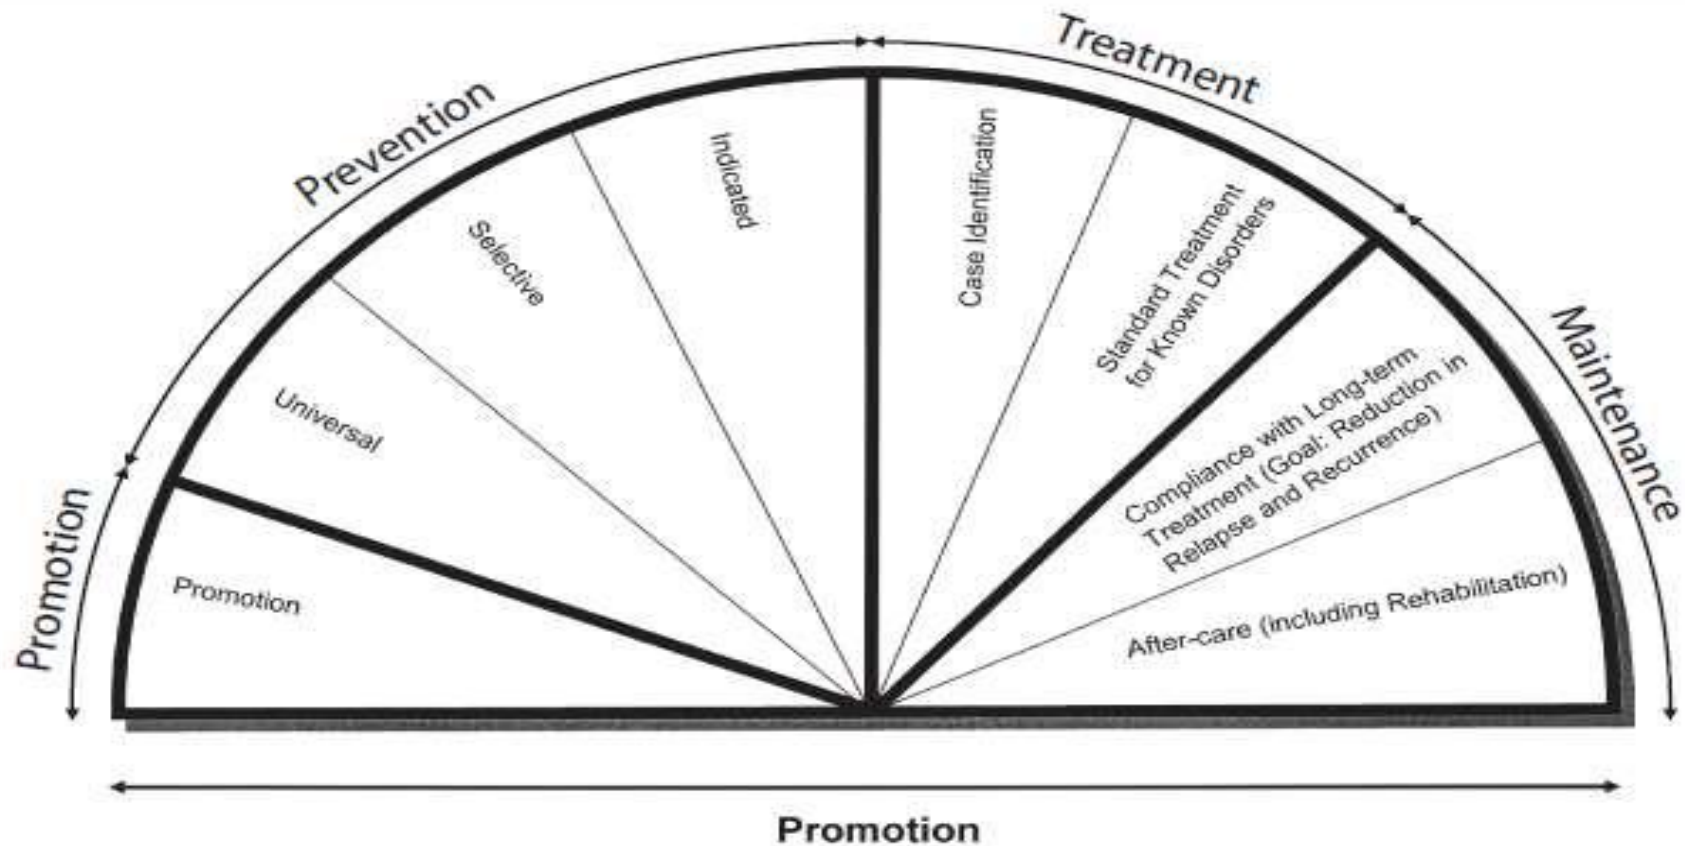 Promotion
Prevention
Treatment
Maintenance
Promotion
Universal
Selective
Indicated
Case Identification
Standard Treatment
for Known Disorders
Compliance with Long-term
Treatment (Goal: Reduction in
Relapse and Recurrence)
After-care (including Rehabilitation)
Promotion